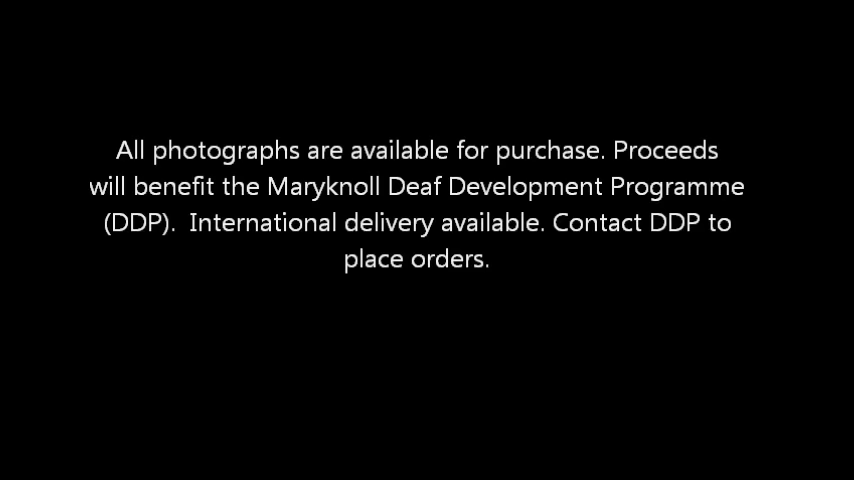 All photographs are available for purchase. Proceeds
will benefit the Maryknoll Deaf Development Programme
(DDP).  International delivery available. Contact DDP to
place orders.